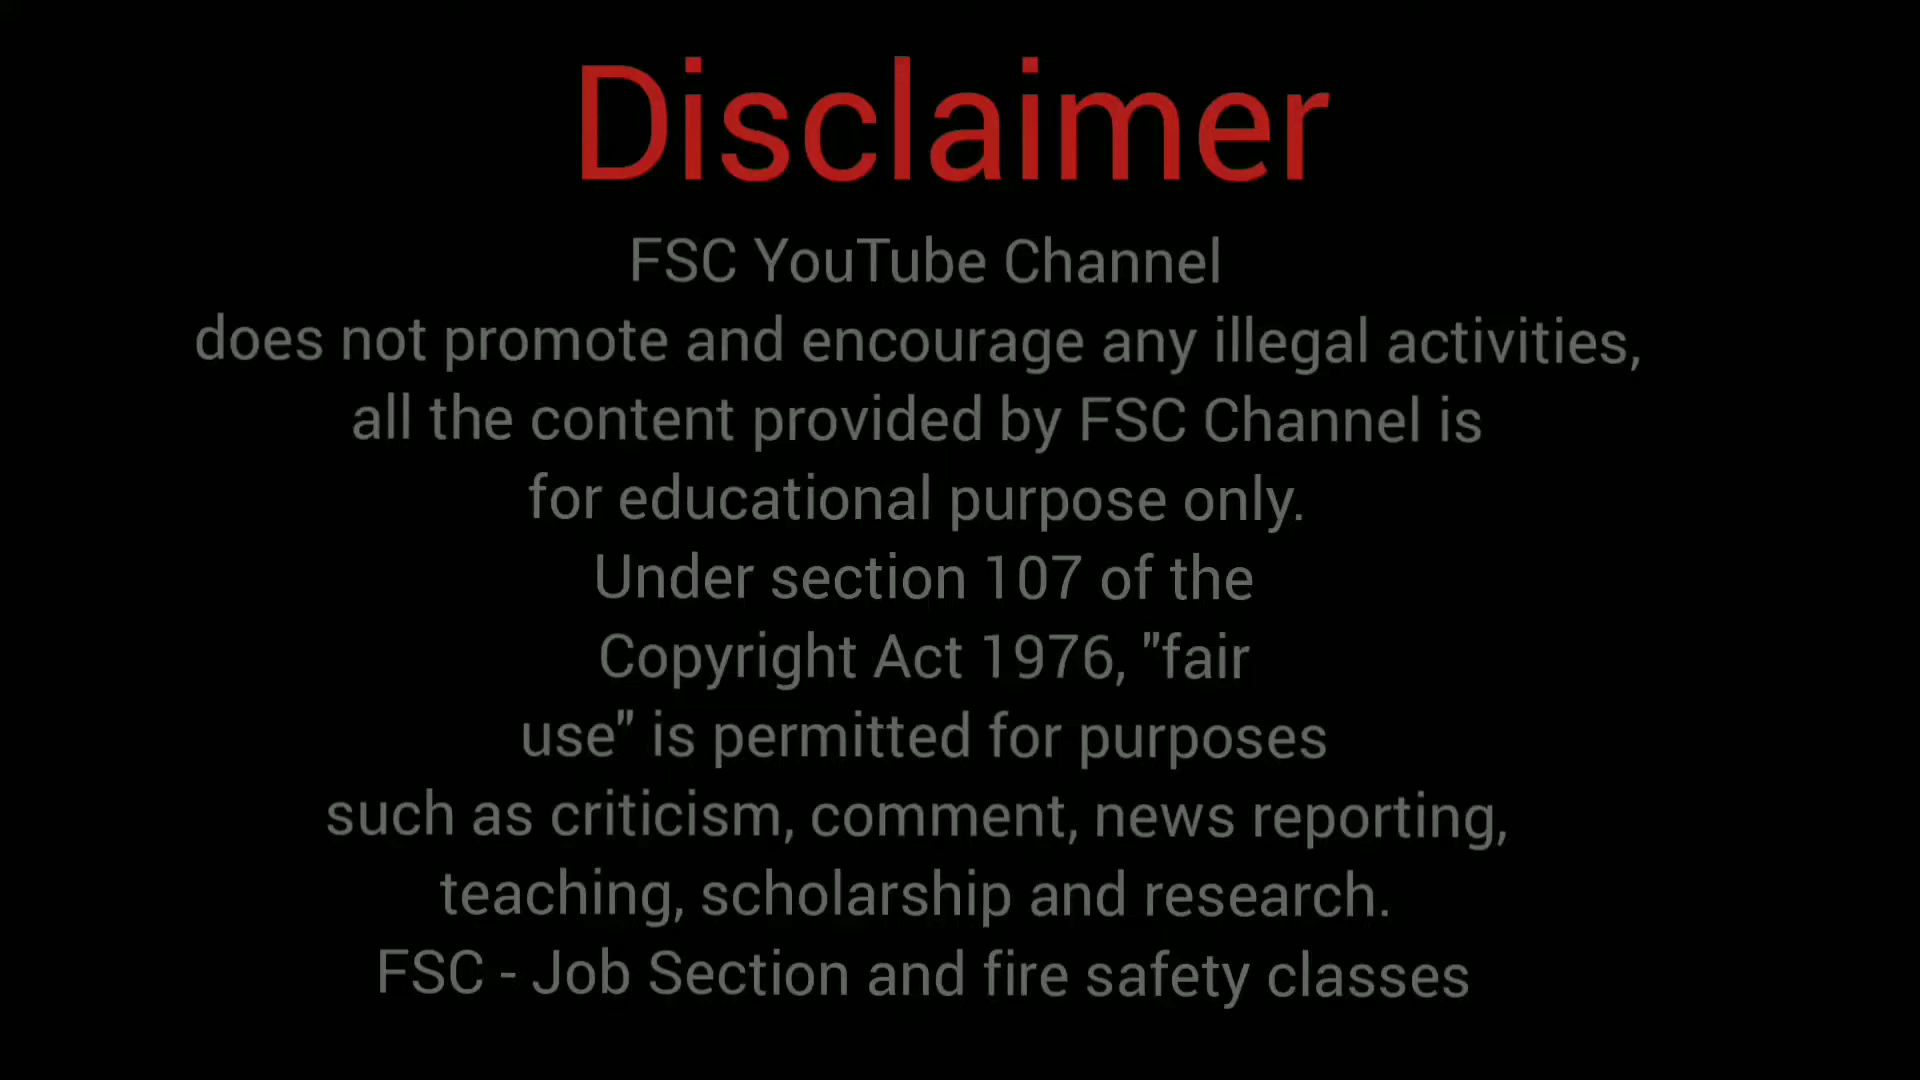 Disclaimer
FSC YouTube Channel
does not promote and encourage any illegal activities,
all the content provided by FSC Channel is
for educational purpose only.
Under section 107 of the
Copyright Act 1976, "fair
use" is permitted for purposes
such as criticism, comment, news reporting,
teaching, scholarship and research.
FSC - Job Section and fire safety classes